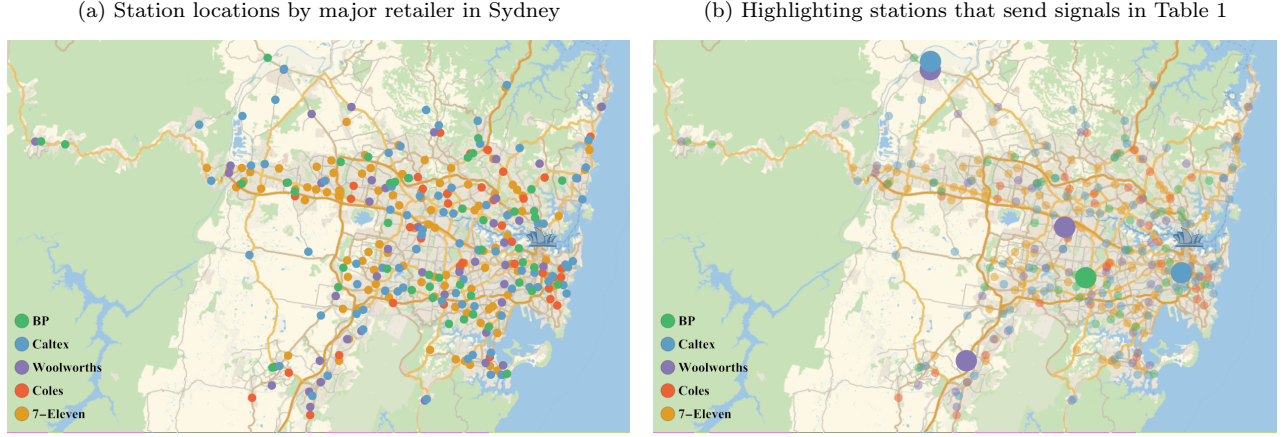 (a) Station locations by major retailer in Sydney
(b) Highlighting stations that send signals in Table 1
BP
Caltex
Woolworths
Coles
7−Eleven
BP
Caltex
Woolworths
Coles
7−Eleven